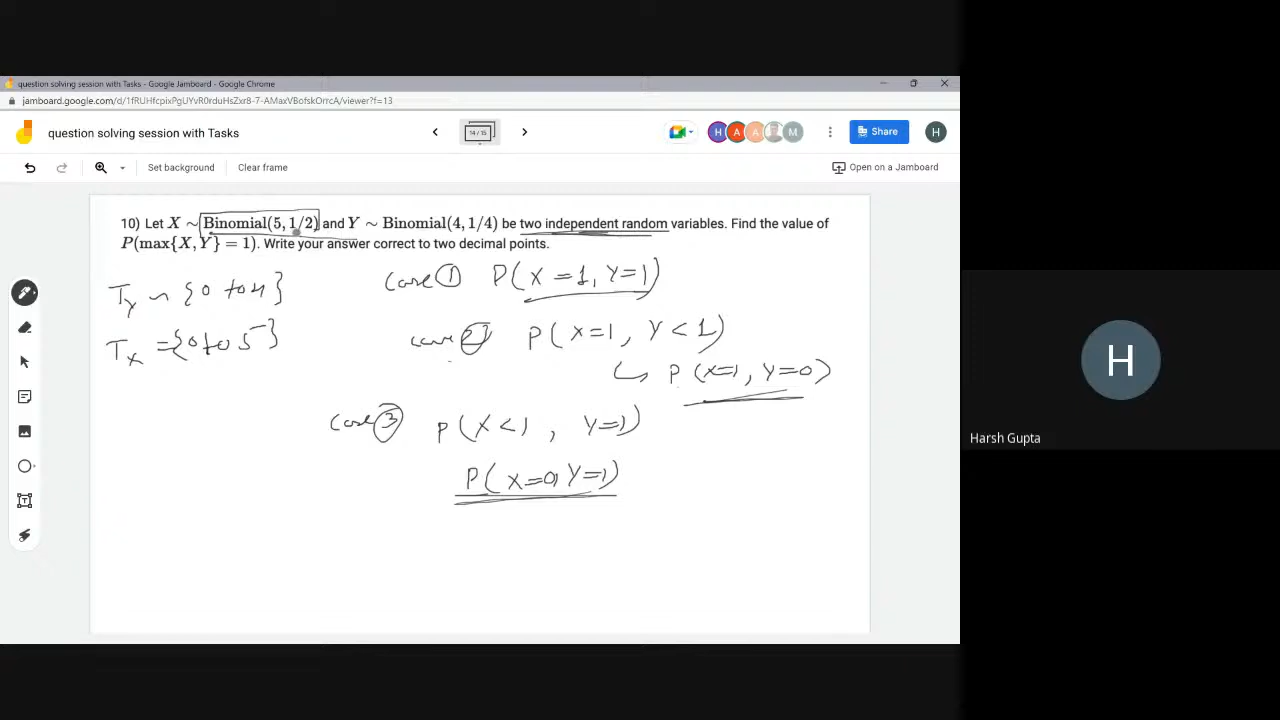 question solving session with Tasks - Google Jamboard - Google Chrome
jamboard.google.com/d/1fRUHfcpixPgUYvR0rduHsZxr8-7-AMaxVBofskOrrcA/viewer?f=13
question solving session with Tasks
14 / 15
H A A M
Share
H
Set background
Clear frame
Open on a Jamboard
10) Let X ∼ Binomial(5, 1/2) and Y ∼ Binomial(4, 1/4) be two independent random variables. Find the value of
P(max{X, Y} = 1). Write your answer correct to two decimal points.
T_Y ~ {0 to 4}
T_X = {0 to 5}
case ① P(X=1, Y=1)
case ② P(X=1, Y<1)
↳ P(X=1, Y=0)
case ③ P(X<1, Y=1)
P(X=0, Y=1)
H
Harsh Gupta